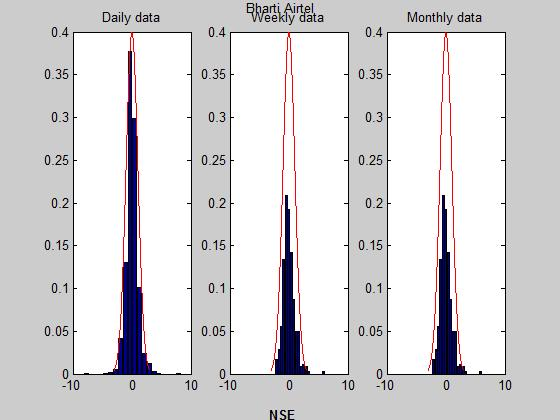 Bharti Airtel
Daily data Weekly data Monthly data
0.4 0.4 0.4
0.35 0.35 0.35
0.3 0.3 0.3
0.25 0.25 0.25
0.2 0.2 0.2
0.15 0.15 0.15
0.1 0.1 0.1
0.05 0.05 0.05
0 0 0
-10 0 10 -10 0 10 -10 0 10
NSE